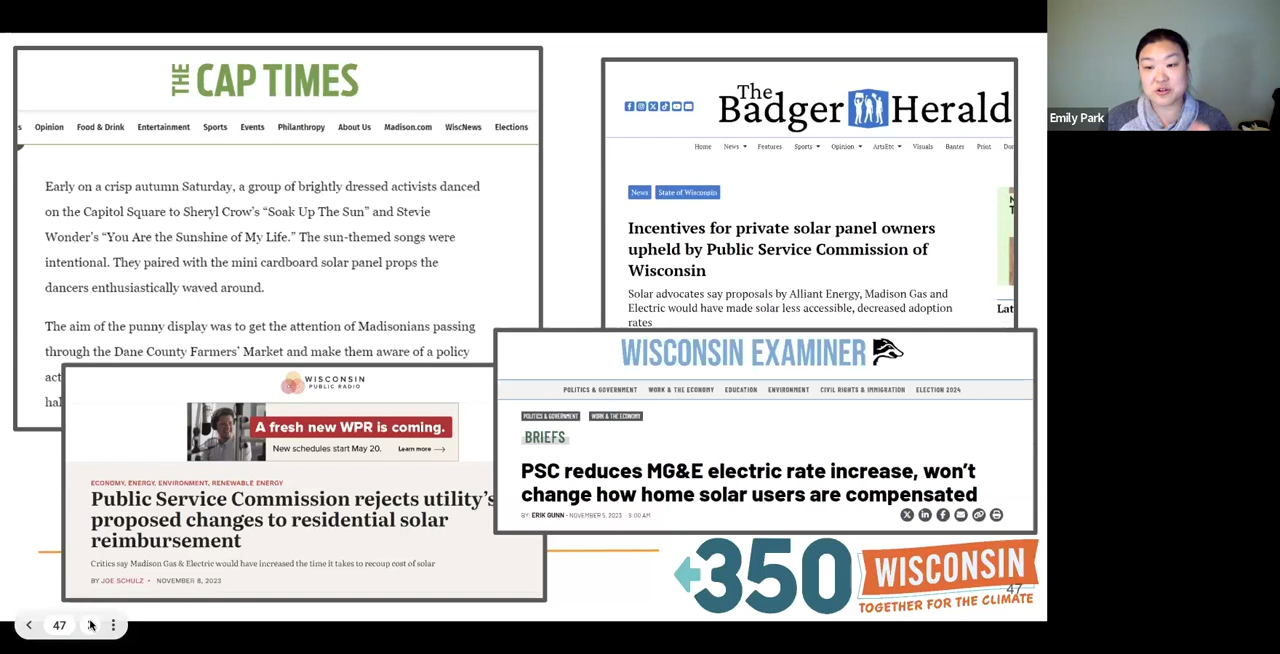 THE CAP TIMES
s Opinion Food & Drink Entertainment Sports Events Philanthropy About Us Madison.com WiscNews Elections
Early on a crisp autumn Saturday, a group of brightly dressed activists danced
on the Capitol Square to Sheryl Crow's “Soak Up The Sun” and Stevie
Wonder's “You Are the Sunshine of My Life.” The sun-themed songs were
intentional. They paired with the mini cardboard solar panel props the
dancers enthusiastically waved around.
The aim of the punny display was to get the attention of Madisonians passing
through the Dane County Farmers' Market and make them aware of a policy
act
hal
The
Badger Herald
Home News Features Sports Opinion ArtsEtc Visuals Banter Print Don
News State of Wisconsin
Incentives for private solar panel owners
upheld by Public Service Commission of
Wisconsin
Solar advocates say proposals by Alliant Energy, Madison Gas and
Electric would have made solar less accessible, decreased adoption
rates
N
T
Lat
WISCONSIN
PUBLIC RADIO
A fresh new WPR is coming.
New schedules start May 20. Learn more
ECONOMY, ENERGY, ENVIRONMENT, RENEWABLE ENERGY
Public Service Commission rejects utility's
proposed changes to residential solar
reimbursement
Critics say Madison Gas & Electric would have increased the time it takes to recoup cost of solar
BY JOE SCHULZ • NOVEMBER 8, 2023
WISCONSIN EXAMINER
POLITICS & GOVERNMENT WORK & THE ECONOMY EDUCATION ENVIRONMENT CIVIL RIGHTS & IMMIGRATION ELECTION 2024
POLITICS & GOVERNMENT WORK & THE ECONOMY
BRIEFS
PSC reduces MG&E electric rate increase, won't
change how home solar users are compensated
BY: ERIK GUNN - NOVEMBER 5, 2023 9:00 AM
350 WISCONSIN
TOGETHER FOR THE CLIMATE
47
47
Emily Park